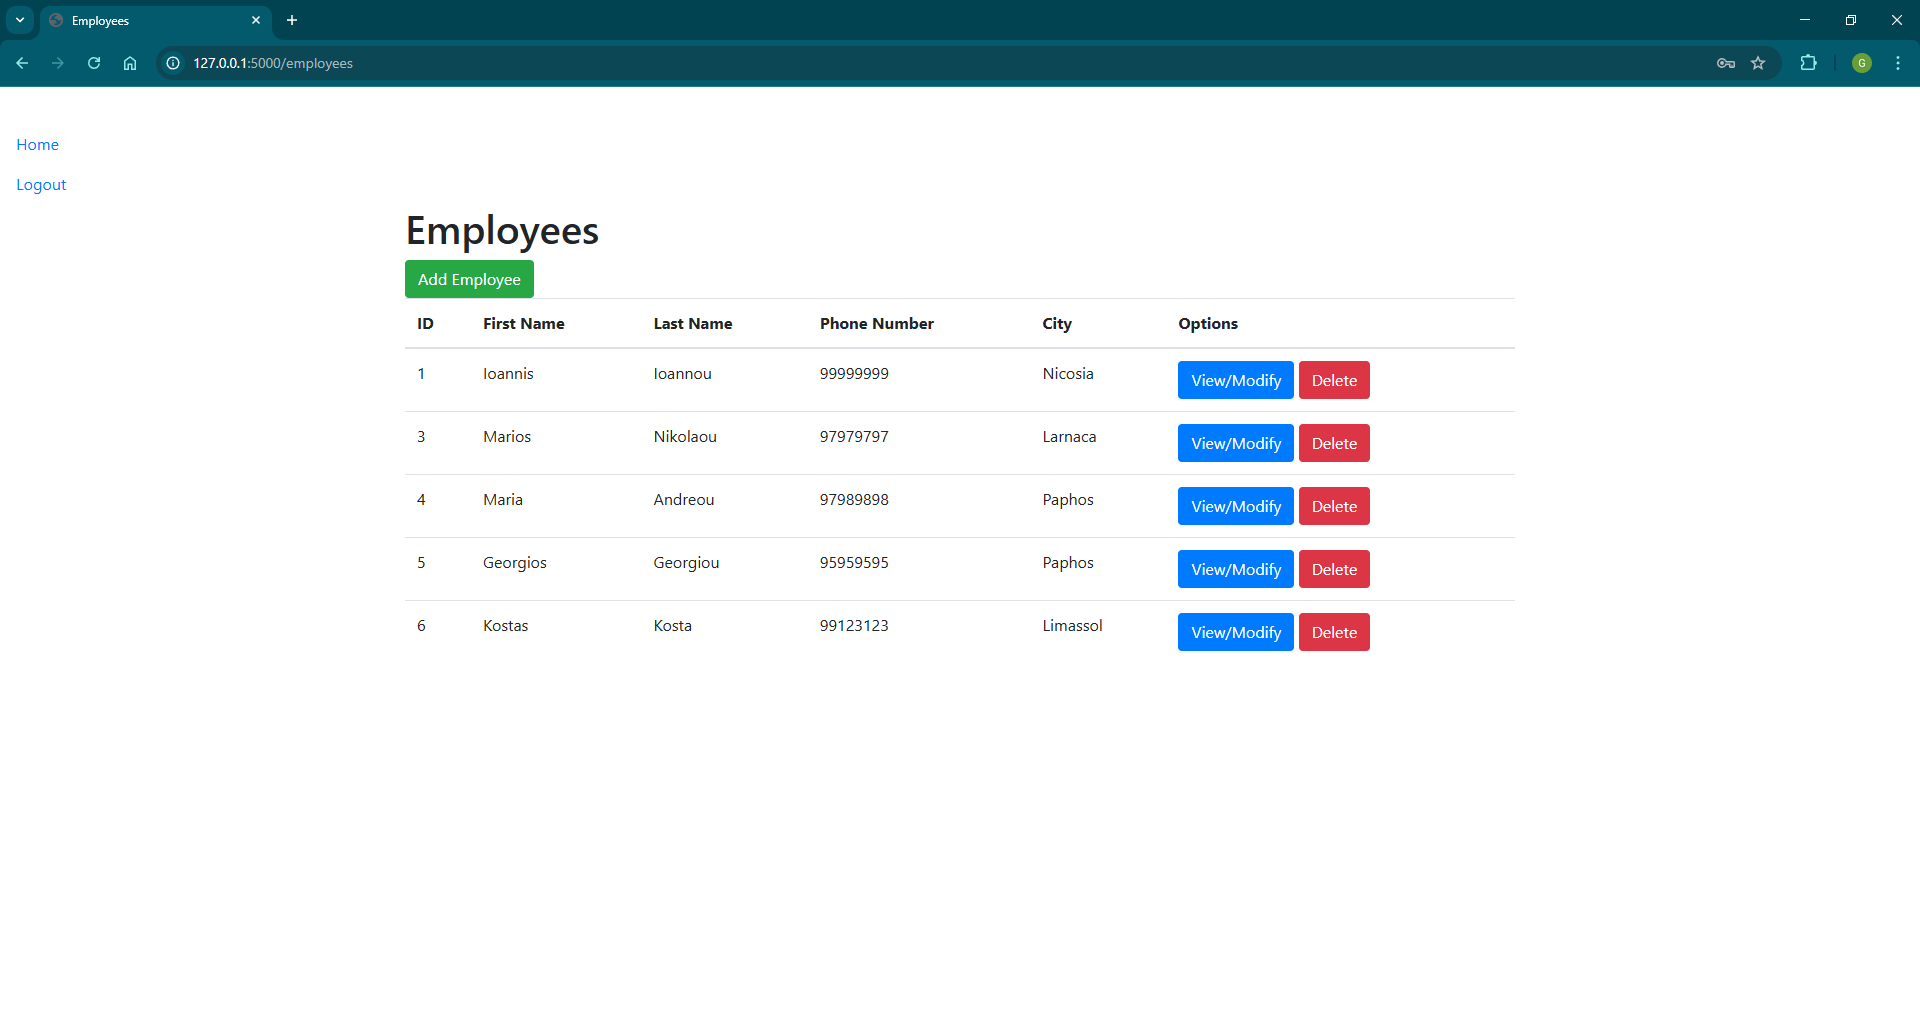 Employees
127.0.0.1:5000/employees
G
Home
Logout
Employees
Add Employee
ID First Name Last Name Phone Number City Options
1 Ioannis Ioannou 99999999 Nicosia View/Modify Delete
3 Marios Nikolaou 97979797 Larnaca View/Modify Delete
4 Maria Andreou 97989898 Paphos View/Modify Delete
5 Georgios Georgiou 95959595 Paphos View/Modify Delete
6 Kostas Kosta 99123123 Limassol View/Modify Delete